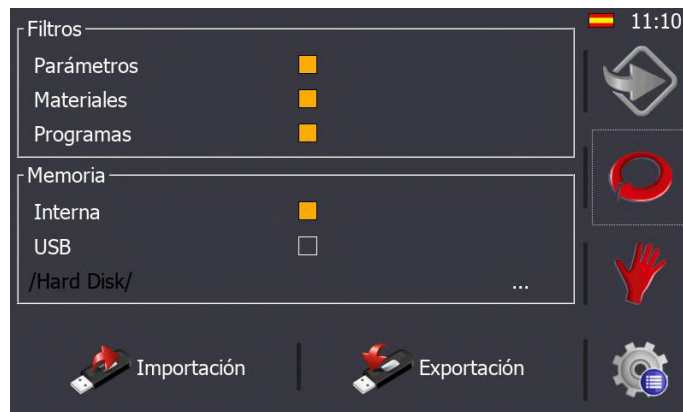 11:10
Filtros
Parámetros
Materiales
Programas
Memoria
Interna
USB
/Hard Disk/
...
Importación
Exportación